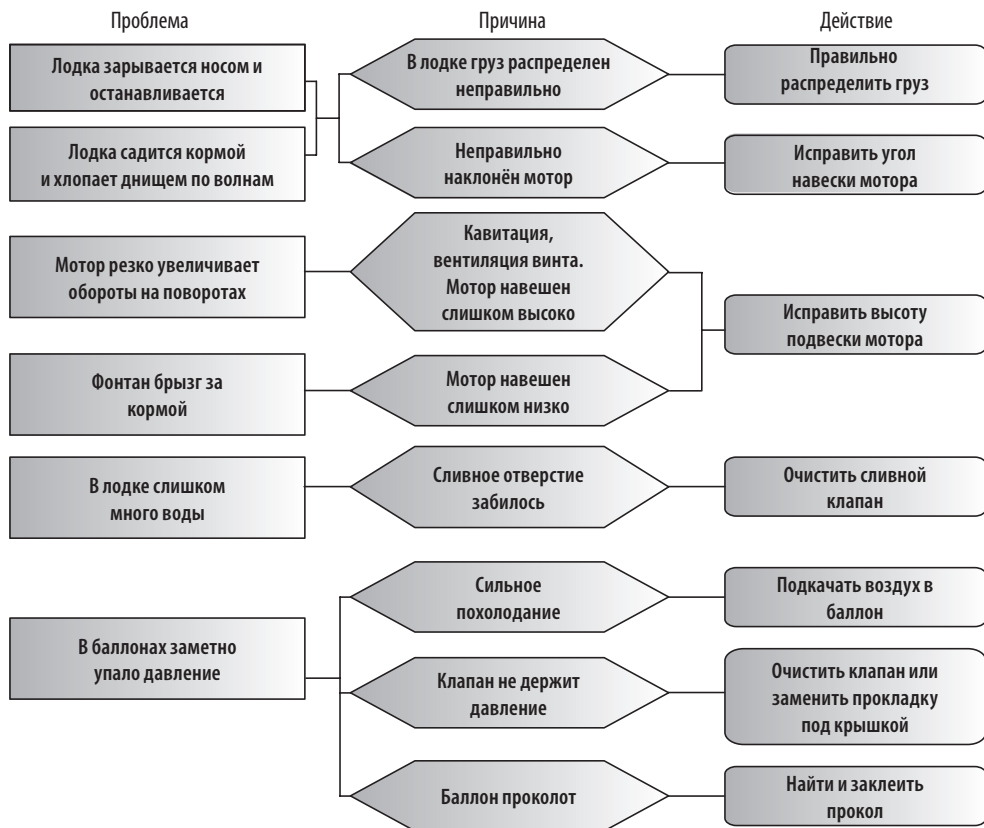 Проблема
Причина
Действие
Лодка зарывается носом и
останавливается
В лодке груз распределен
неправильно
Правильно
распределить груз
Лодка садится кормой
и хлопает днищем по волнам
Неправильно
наклонён мотор
Исправить угол
навески мотора
Мотор резко увеличивает
обороты на поворотах
Кавитация,
вентиляция винта.
Мотор навешен
слишком высоко
Исправить высоту
подвески мотора
Фонтан брызг за
кормой
Мотор навешен
слишком низко
В лодке слишком
много воды
Сливное отверстие
забилось
Очистить сливной
клапан
В баллонах заметно
упало давление
Сильное
похолодание
Подкачать воздух в
баллон
Клапан не держит
давление
Очистить клапан или
заменить прокладку
под крышкой
Баллон проколот
Найти и заклеить
прокол